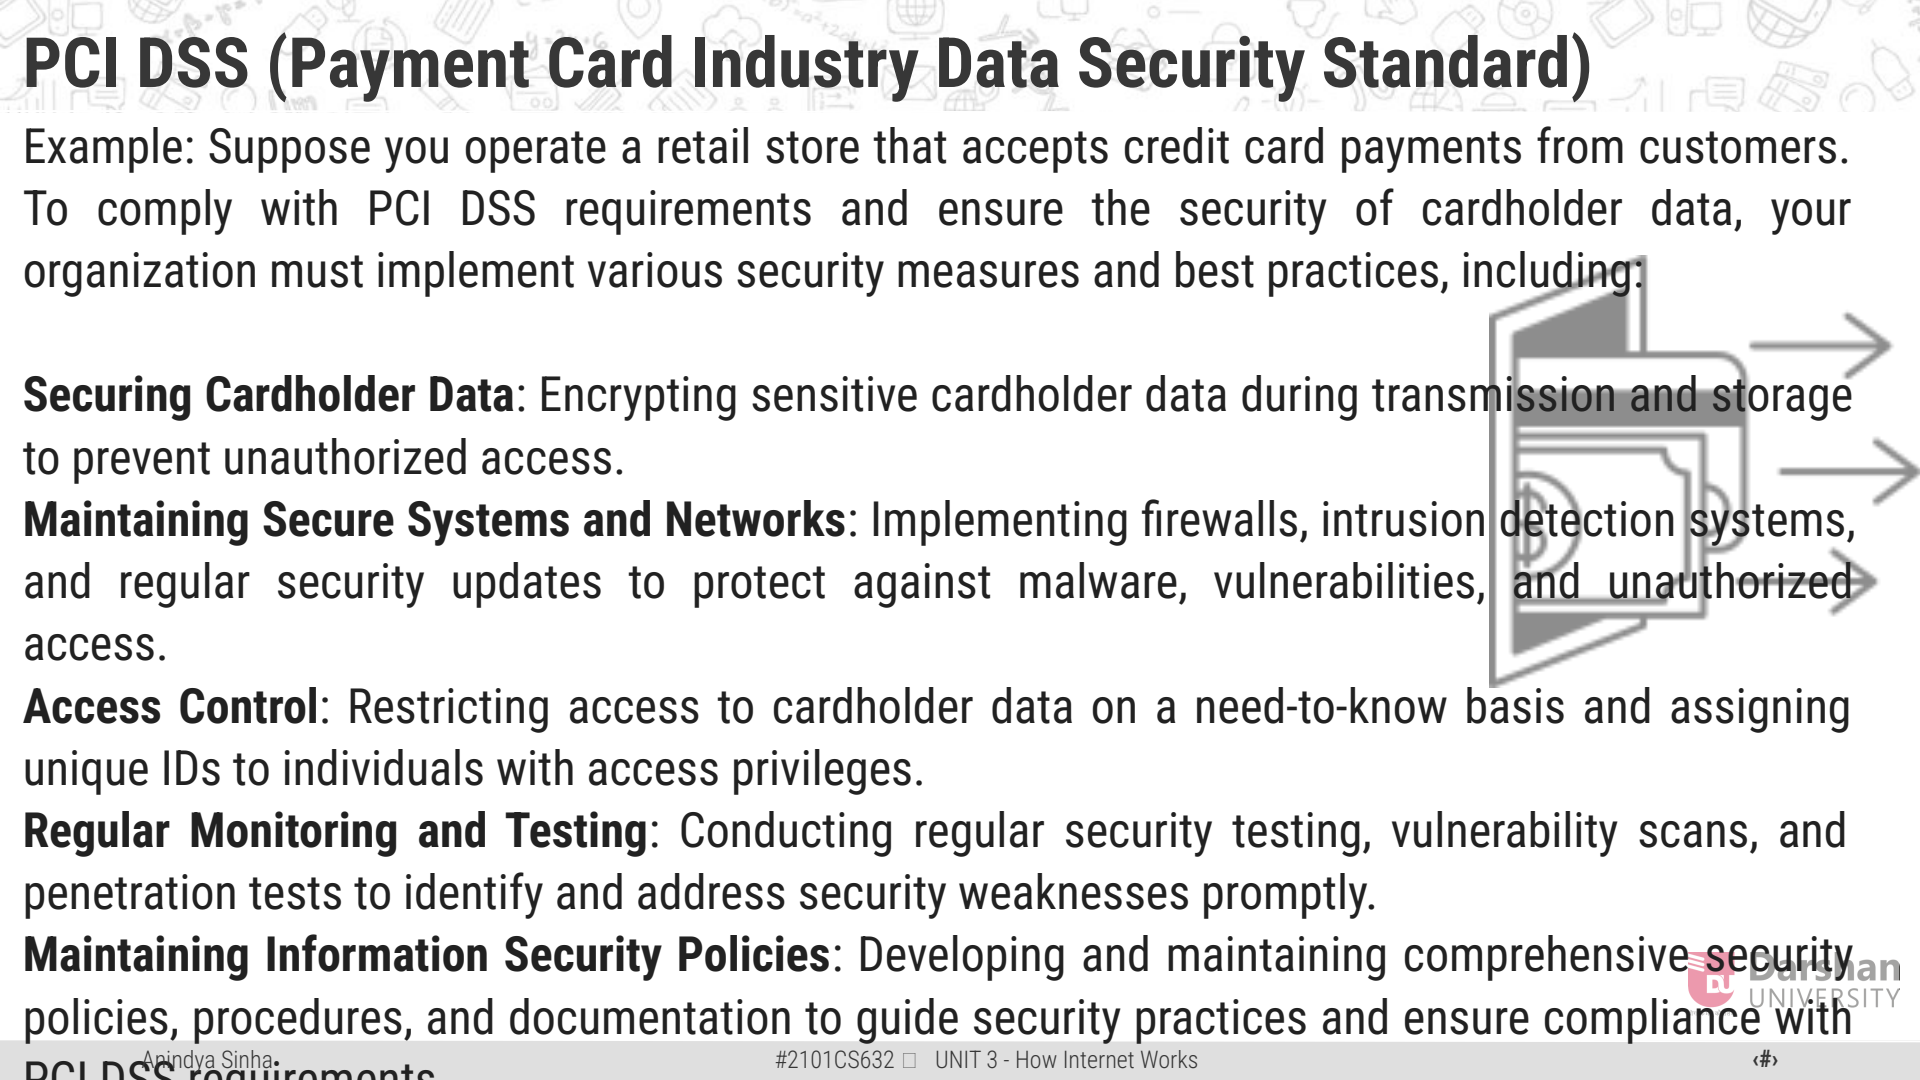 PCI DSS (Payment Card Industry Data Security Standard)
Example: Suppose you operate a retail store that accepts credit card payments from customers.
To comply with PCI DSS requirements and ensure the security of cardholder data, your
organization must implement various security measures and best practices, including:
Securing Cardholder Data: Encrypting sensitive cardholder data during transmission and storage
to prevent unauthorized access.
Maintaining Secure Systems and Networks: Implementing firewalls, intrusion detection systems,
and regular security updates to protect against malware, vulnerabilities, and unauthorized
access.
Access Control: Restricting access to cardholder data on a need-to-know basis and assigning
unique IDs to individuals with access privileges.
Regular Monitoring and Testing: Conducting regular security testing, vulnerability scans, and
penetration tests to identify and address security weaknesses promptly.
Maintaining Information Security Policies: Developing and maintaining comprehensive security
policies, procedures, and documentation to guide security practices and ensure compliance with
PCI DSS requirements.
Darshan
UNIVERSITY
Anindya Sinha
#2101CS632 □ UNIT 3 - How Internet Works
‹#›